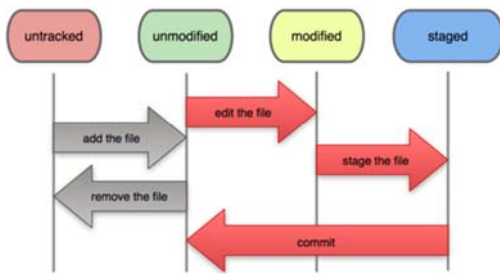 untracked
unmodified
modified
staged
edit the file
add the file
stage the file
remove the file
commit